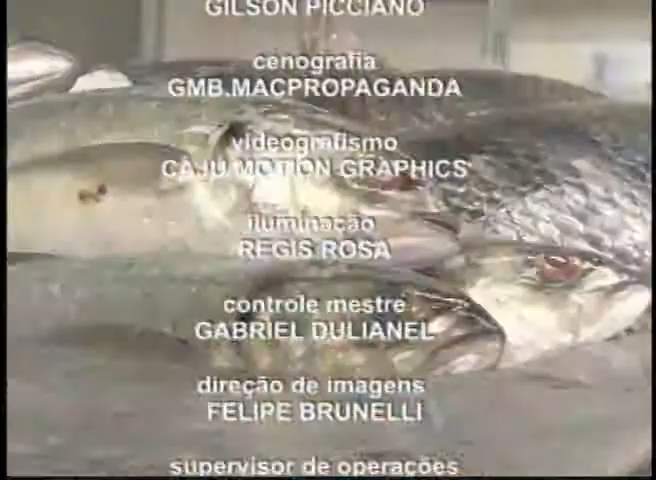 GILSON PICCIANO
cenografia
GMB.MACPROPAGANDA
videografismo
CAJU MOTION GRAPHICS
iluminação
REGIS ROSA
controle mestre
GABRIEL DULIANEL
direção de imagens
FELIPE BRUNELLI
supervisor de operações